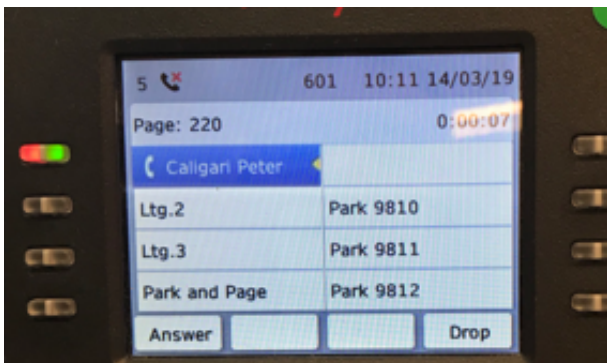 5 601 10:11 14/03/19
Page: 220 0:00:07
Caligari Peter
Ltg.2 Park 9810
Ltg.3 Park 9811
Park and Page Park 9812
Answer Drop